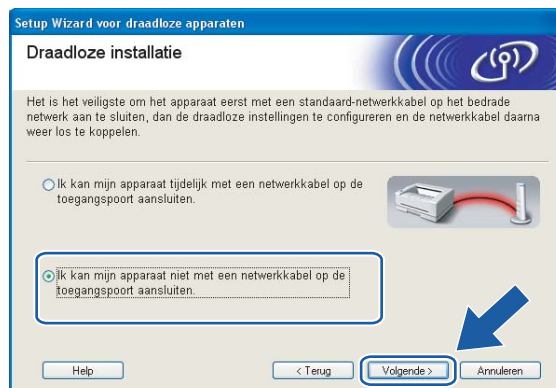 Setup Wizard voor draadloze apparaten
Draadloze installatie
Het is het veiligste om het apparaat eerst met een standaard-netwerkkabel op het bedrade
netwerk aan te sluiten, dan de draadloze instellingen te configureren en de netwerkkabel daarna
weer los te koppelen.
Ik kan mijn apparaat tijdelijk met een netwerkkabel op de
toegangspoort aansluiten.
Ik kan mijn apparaat niet met een netwerkkabel op de
toegangspoort aansluiten.
Help
< Terug
Volgende >
Annuleren